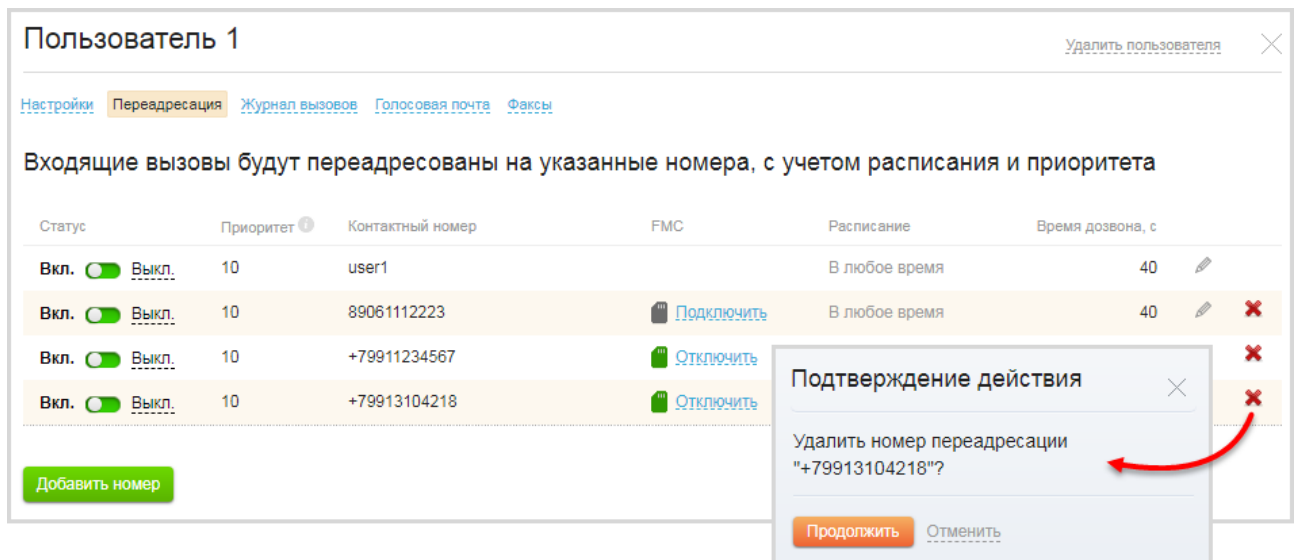 Пользователь 1
Удалить пользователя
Настройки Переадресация Журнал вызовов Голосовая почта Факсы
Входящие вызовы будут переадресованы на указанные номера, с учетом расписания и приоритета
Статус Приоритет Контактный номер FMC Расписание Время дозвона, с
Вкл. Выкл. 10 user1 В любое время 40
Вкл. Выкл. 10 89061112223 Подключить В любое время 40
Вкл. Выкл. 10 +79911234567 Отключить
Вкл. Выкл. 10 +79913104218 Отключить
Добавить номер
Подтверждение действия
Удалить номер переадресации
"+79913104218"?
Продолжить Отменить